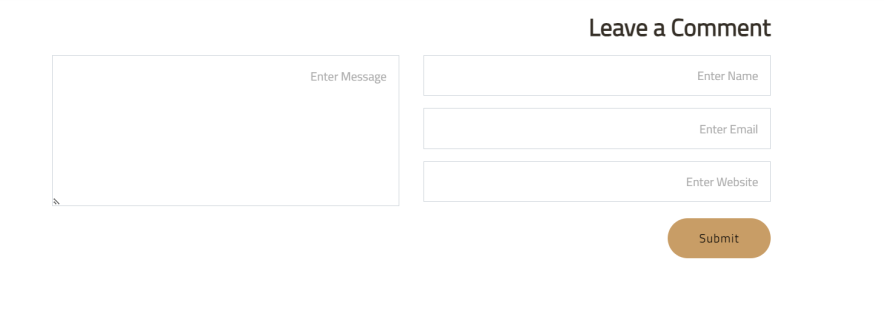 Leave a Comment
Enter Name
Enter Message
Enter Email
Enter Website
Submit